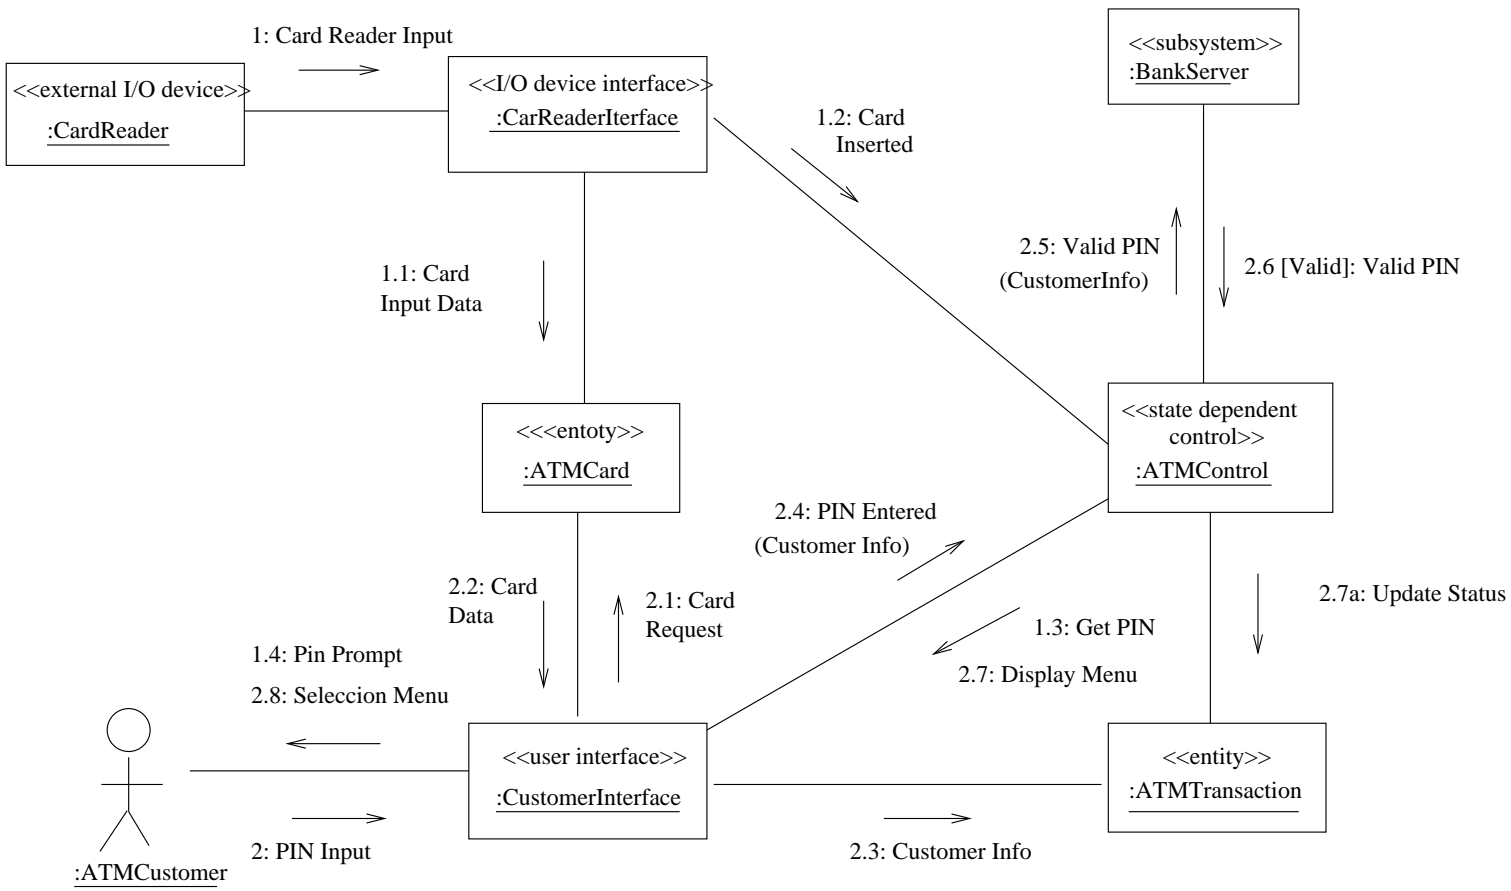 1: Card Reader Input
<<external I/O device>>
:CardReader
<<I/O device interface>>
:CarReaderIterface
<<subsystem>>
:BankServer
1.2: Card
Inserted
1.1: Card
Input Data
2.5: Valid PIN
(CustomerInfo)
2.6 [Valid]: Valid PIN
<<<entoty>>
:ATMCard
<<state dependent
control>>
:ATMControl
2.4: PIN Entered
(Customer Info)
2.2: Card
Data
2.1: Card
Request
1.3: Get PIN
2.7: Display Menu
2.7a: Update Status
1.4: Pin Prompt
2.8: Seleccion Menu
<<user interface>>
:CustomerInterface
<<entity>>
:ATMTransaction
2: PIN Input
2.3: Customer Info
:ATMCustomer